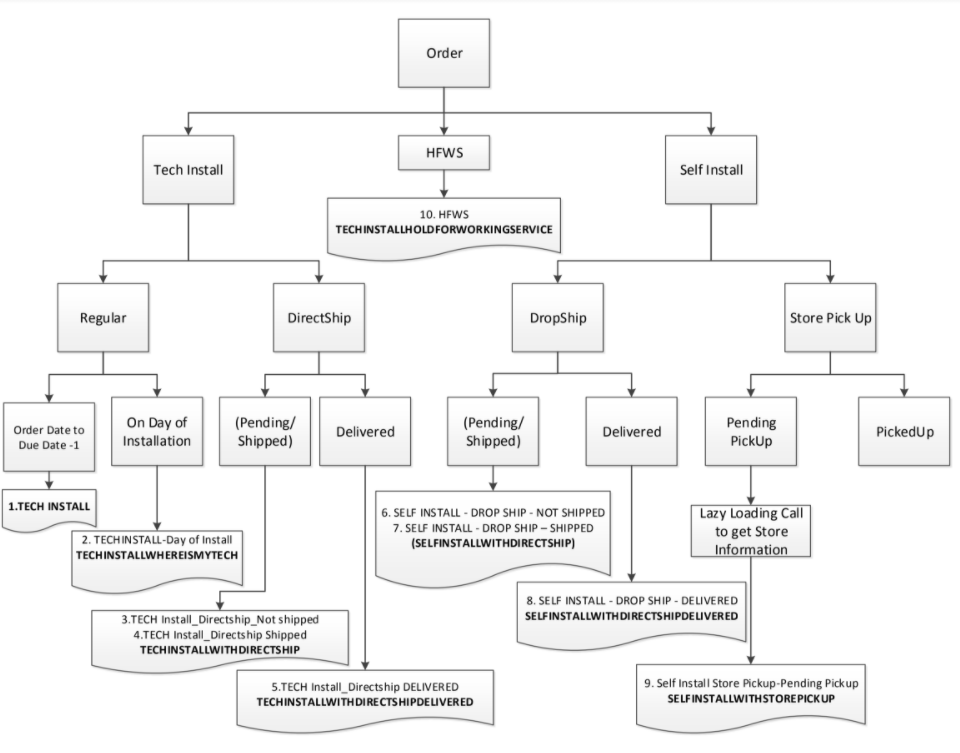 Order
Tech Install
HFWS
Self Install
10. HFWS
TECHINSTALLHOLDFORWORKINGSERVICE
Regular
DirectShip
DropShip
Store Pick Up
Order Date to
Due Date -1
On Day of
Installation
(Pending/
Shipped)
Delivered
(Pending/
Shipped)
Delivered
Pending
PickUp
PickedUp
1.TECH INSTALL
2. TECHINSTALL-Day of Install
TECHINSTALLWHEREISMYTECH
6. SELF INSTALL - DROP SHIP - NOT SHIPPED
7. SELF INSTALL - DROP SHIP – SHIPPED
(SELFINSTALLWITHDIRECTSHIP)
Lazy Loading Call
to get Store
Information
3.TECH Install_Directship_Not shipped
4.TECH Install_Directship Shipped
TECHINSTALLWITHDIRECTSHIP
8. SELF INSTALL - DROP SHIP - DELIVERED
SELFINSTALLWITHDIRECTSHIPDELIVERED
5.TECH Install_Directship DELIVERED
TECHINSTALLWITHDIRECTSHIPDELIVERED
9. Self Install Store Pickup-Pending Pickup
SELFINSTALLWITHSTOREPICKUP